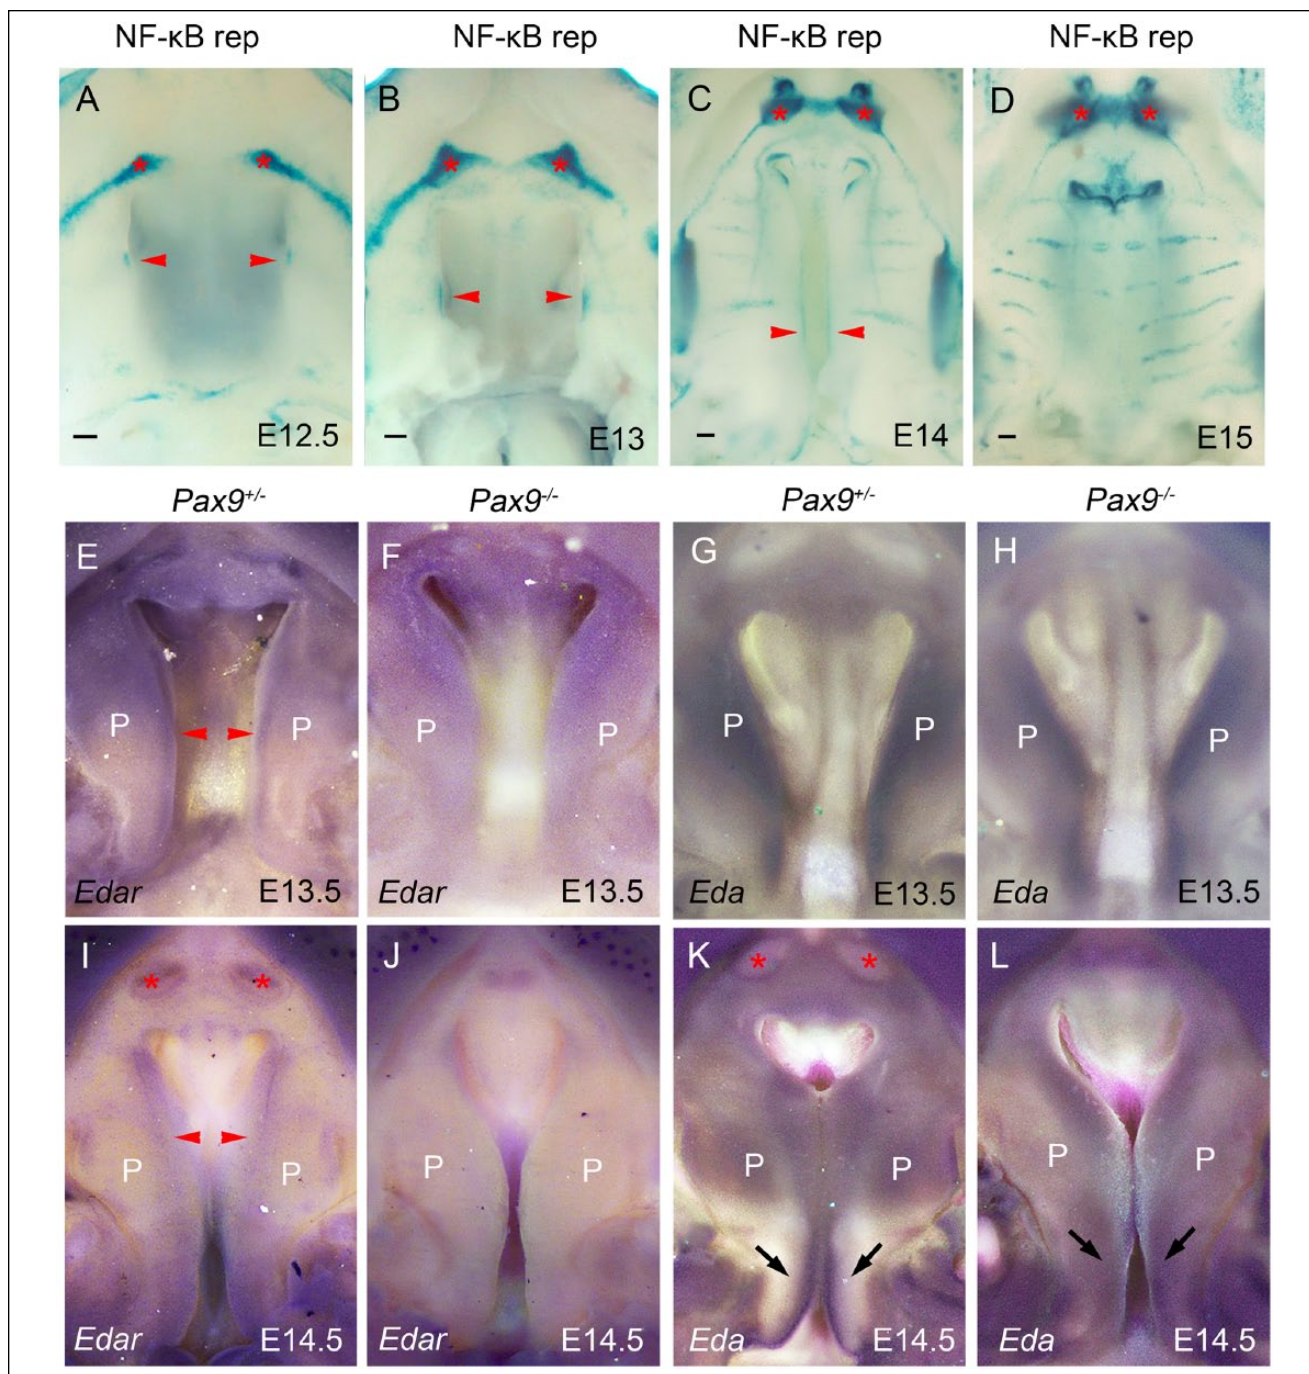 NF-κB rep NF-κB rep NF-κB rep NF-κB rep
A B C D
* * * * * * * *
E12.5 E13 E14 E15
Pax9+/- Pax9-/- Pax9+/- Pax9-/-
E F G H
P P P P P P P P
Edar E13.5 Edar E13.5 Eda E13.5 Eda E13.5
I J K L
* * * *
P P P P P P P P
Edar E14.5 Edar E14.5 Eda E14.5 Eda E14.5